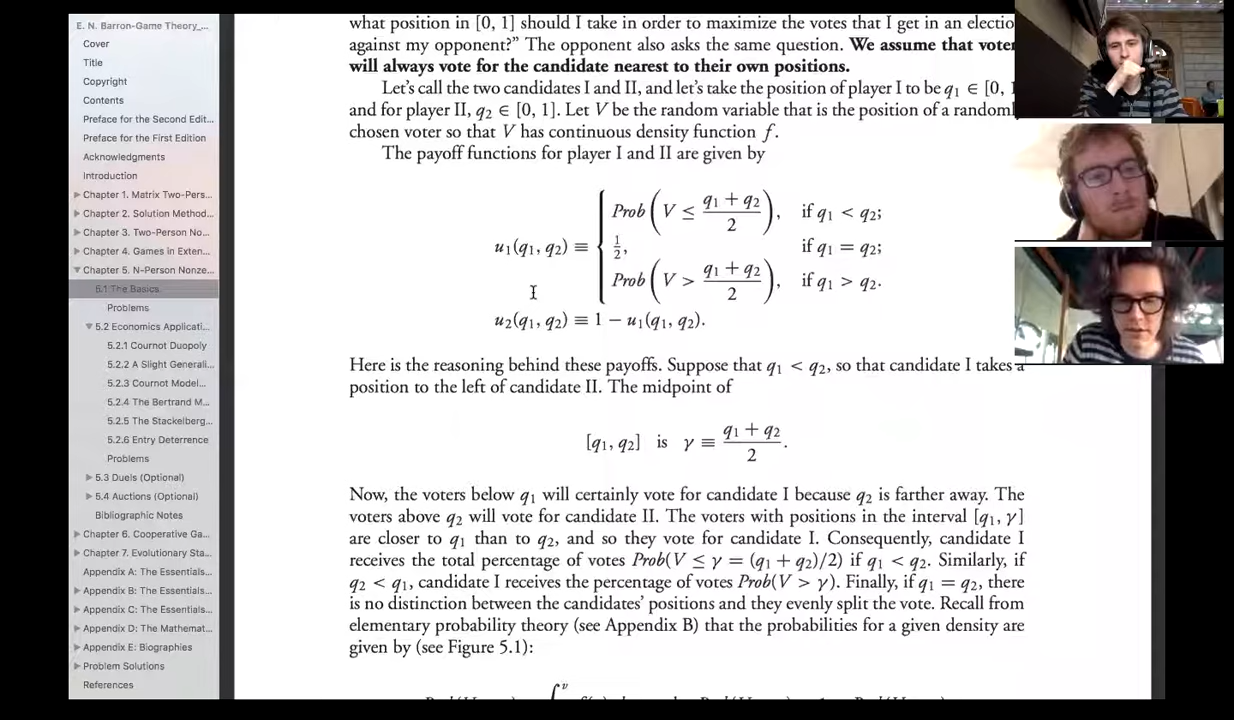 E. N. Barron-Game Theory_...
Cover
Title
Copyright
Contents
Preface for the Second Edit...
Preface for the First Edition
Acknowledgments
Introduction
Chapter 1. Matrix Two-Pers...
Chapter 2. Solution Method...
Chapter 3. Two-Person No...
Chapter 4. Games in Exten...
Chapter 5. N-Person Nonze...
5.1 The Basics
Problems
5.2 Economics Applicati...
5.2.1 Cournot Duopoly
5.2.2 A Slight Generali...
5.2.3 Cournot Model...
5.2.4 The Bertrand M...
5.2.5 The Stackelberg...
5.2.6 Entry Deterrence
Problems
5.3 Duels (Optional)
5.4 Auctions (Optional)
Bibliographic Notes
Chapter 6. Cooperative Ga...
Chapter 7. Evolutionary Sta...
Appendix A: The Essentials...
Appendix B: The Essentials...
Appendix C: The Essentials...
Appendix D: The Mathemat...
Appendix E: Biographies
Problem Solutions
References
what position in [0, 1] should I take in order to maximize the votes that I get in an electio
against my opponent?" The opponent also asks the same question. We assume that voter
will always vote for the candidate nearest to their own positions.
Let's call the two candidates I and II, and let's take the position of player I to be q1 ∈ [0,
and for player II, q2 ∈ [0, 1]. Let V be the random variable that is the position of a random
chosen voter so that V has continuous density function f.
The payoff functions for player I and II are given by
Prob ( V ≤ (q1 + q2)/2 ), if q1 < q2;
u1(q1, q2) ≡ { 1/2, if q1 = q2;
Prob ( V > (q1 + q2)/2 ), if q1 > q2.
u2(q1, q2) ≡ 1 − u1(q1, q2).
Here is the reasoning behind these payoffs. Suppose that q1 < q2, so that candidate I takes a
position to the left of candidate II. The midpoint of
[q1, q2] is γ ≡ (q1 + q2)/2.
Now, the voters below q1 will certainly vote for candidate I because q2 is farther away. The
voters above q2 will vote for candidate II. The voters with positions in the interval [q1, γ]
are closer to q1 than to q2, and so they vote for candidate I. Consequently, candidate I
receives the total percentage of votes Prob(V ≤ γ = (q1 + q2)/2) if q1 < q2. Similarly, if
q2 < q1, candidate I receives the percentage of votes Prob(V > γ). Finally, if q1 = q2, there
is no distinction between the candidates' positions and they evenly split the vote. Recall from
elementary probability theory (see Appendix B) that the probabilities for a given density are
given by (see Figure 5.1):